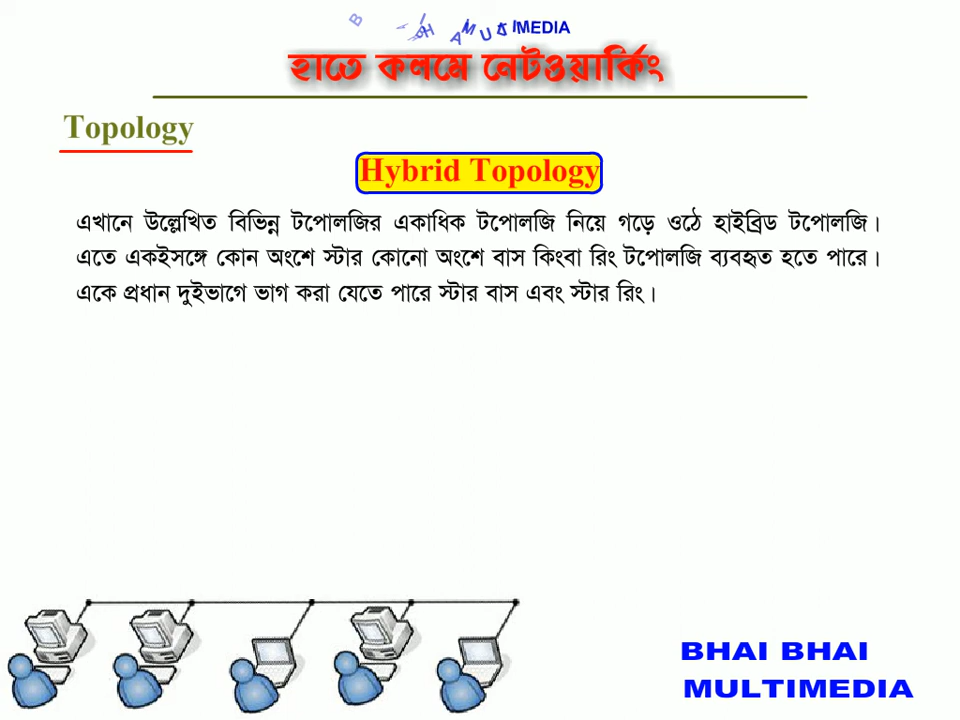 MEDIA
হাতে কলমে নেটওয়ার্কিং
Topology
Hybrid Topology
এখানে উল্লেখিত বিভিন্ন টপোলজির একাধিক টপোলজি নিয়ে গড়ে ওঠে হাইব্রিড টপোলজি।
এতে একইসঙ্গে কোন অংশে স্টার কোনো অংশে বাস কিংবা রিং টপোলজি ব্যবহৃত হতে পারে।
একে প্রধান দুইভাগে ভাগ করা যেতে পারে স্টার বাস এবং স্টার রিং।
BHAI BHAI
MULTIMEDIA